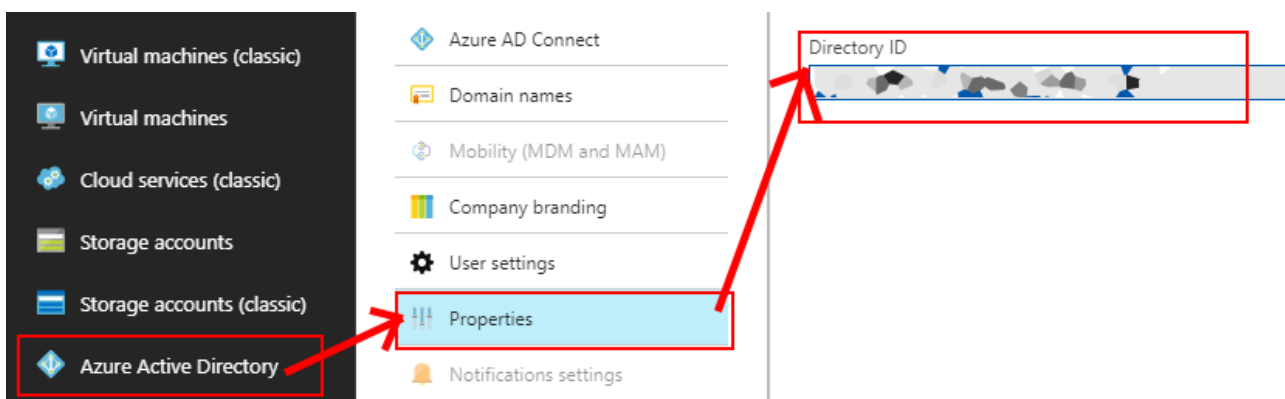 Virtual machines (classic)
Virtual machines
Cloud services (classic)
Storage accounts
Storage accounts (classic)
Azure Active Directory
Azure AD Connect
Domain names
Mobility (MDM and MAM)
Company branding
User settings
Properties
Notifications settings
Directory ID